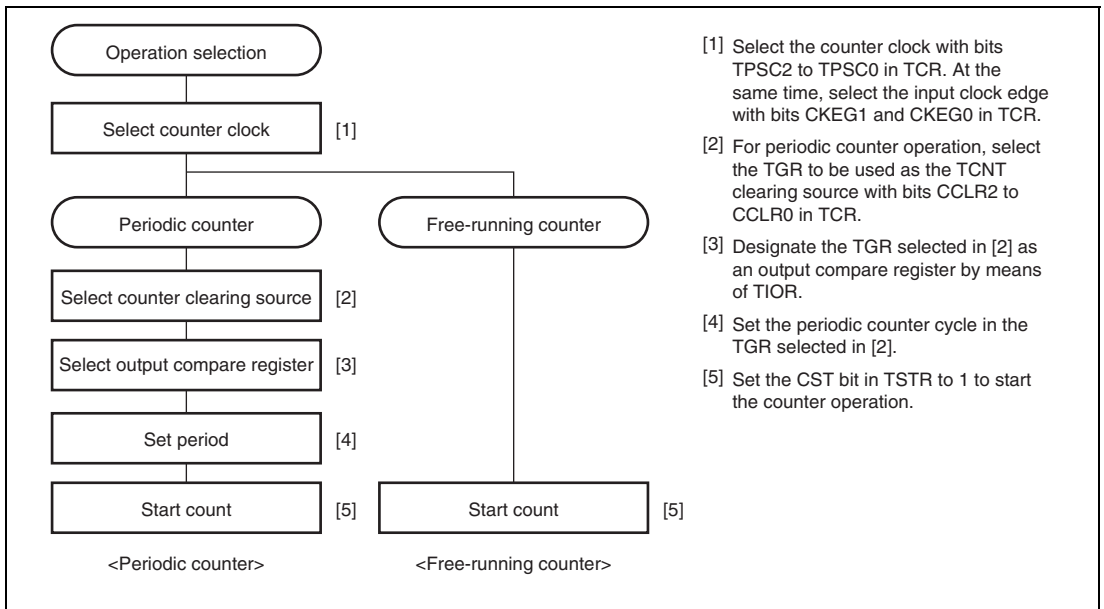 Operation selection
Select counter clock
[1]
Periodic counter
Free-running counter
Select counter clearing source
[2]
Select output compare register
[3]
Set period
[4]
Start count
[5]
Start count
[5]
<Periodic counter>
<Free-running counter>
[1] Select the counter clock with bits
TPSC2 to TPSC0 in TCR. At the
same time, select the input clock edge
with bits CKEG1 and CKEG0 in TCR.
[2] For periodic counter operation, select
the TGR to be used as the TCNT
clearing source with bits CCLR2 to
CCLR0 in TCR.
[3] Designate the TGR selected in [2] as
an output compare register by means
of TIOR.
[4] Set the periodic counter cycle in the
TGR selected in [2].
[5] Set the CST bit in TSTR to 1 to start
the counter operation.